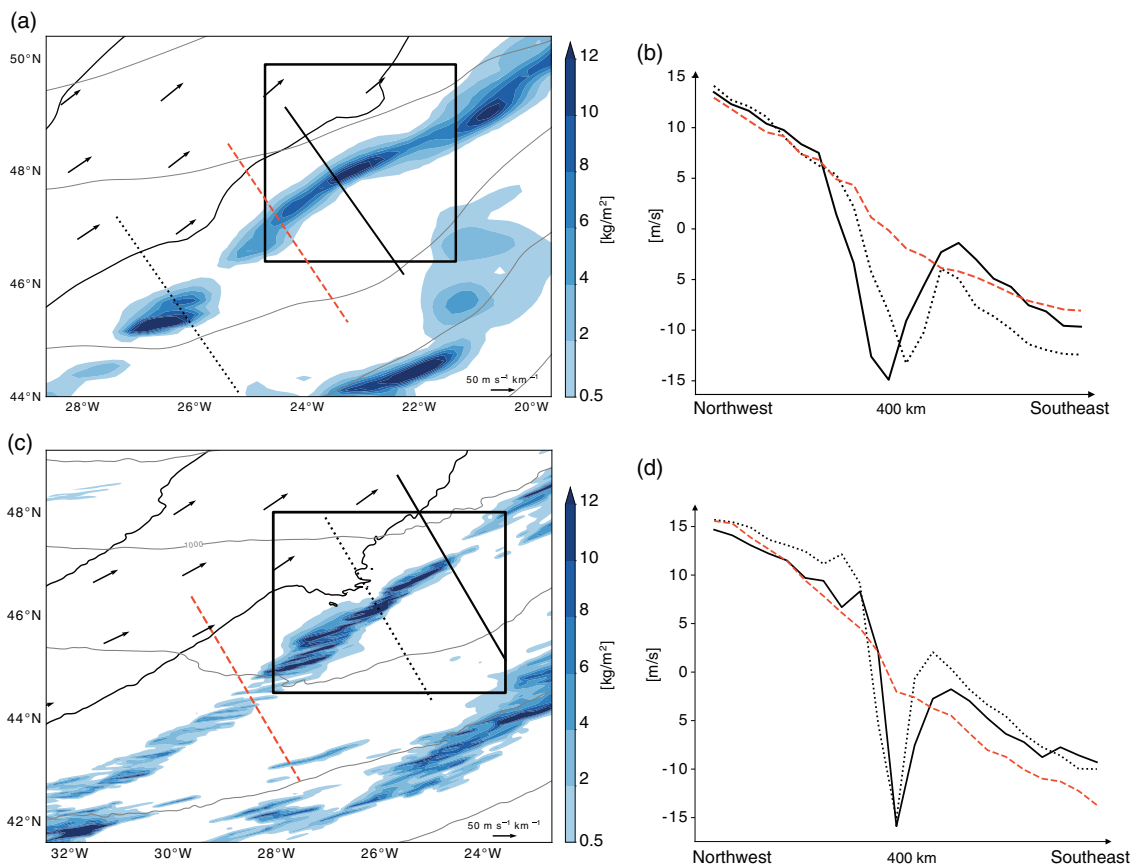 (a)
50°N
48°N
46°N
44°N
28°W 26°W 24°W 22°W 20°W
50 m s⁻¹ km⁻¹
12
10
8
6
4
2
0.5
[kg/m²]
(b)
15
10
5
0
5
-10
-15
[m/s]
Northwest 400 km Southeast
(c)
48°N
46°N
44°N
42°N
32°W 30°W 28°W 26°W 24°W
1000
50 m s⁻¹ km⁻¹
12
10
8
6
4
2
0.5
[kg/m²]
(d)
15
10
5
0
-5
-10
-15
[m/s]
Northwest 400 km Southeast